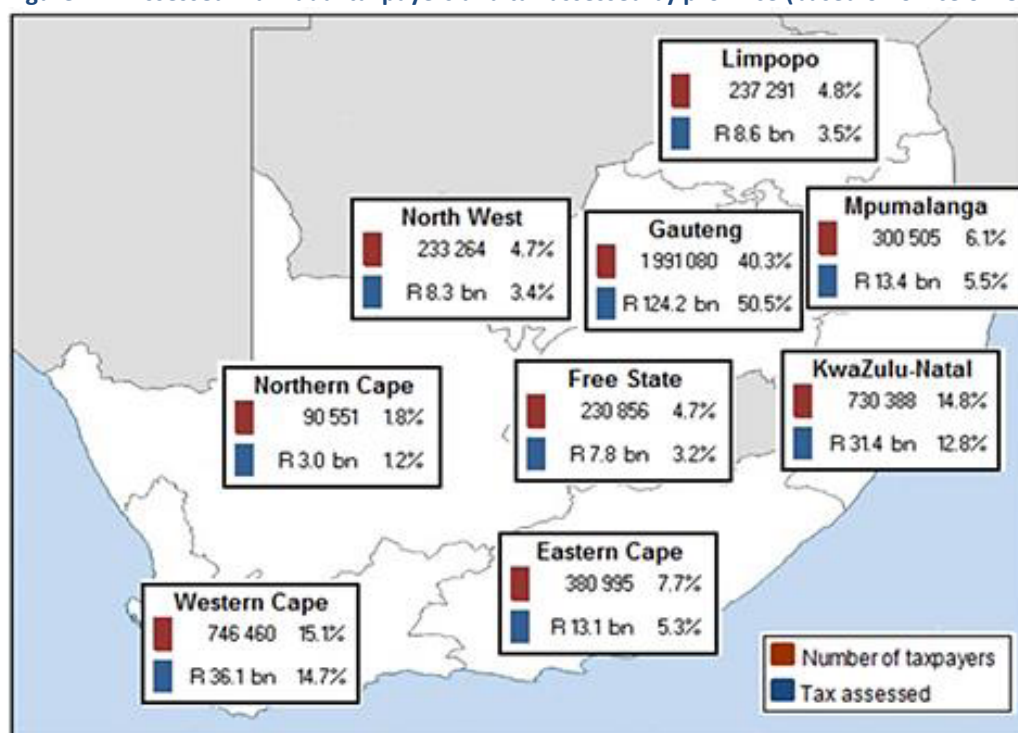 Limpopo
237 291 4.8%
R 8.6 bn 3.5%
North West
233 264 4.7%
R 8.3 bn 3.4%
Gauteng
1 991 080 40.3%
R 124.2 bn 50.5%
Mpumalanga
300 505 6.1%
R 13.4 bn 5.5%
Northern Cape
90 551 1.8%
R 3.0 bn 1.2%
Free State
230 856 4.7%
R 7.8 bn 3.2%
KwaZulu-Natal
730 388 14.8%
R 31.4 bn 12.8%
Western Cape
746 460 15.1%
R 36.1 bn 14.7%
Eastern Cape
380 995 7.7%
R 13.1 bn 5.3%
Number of taxpayers
Tax assessed